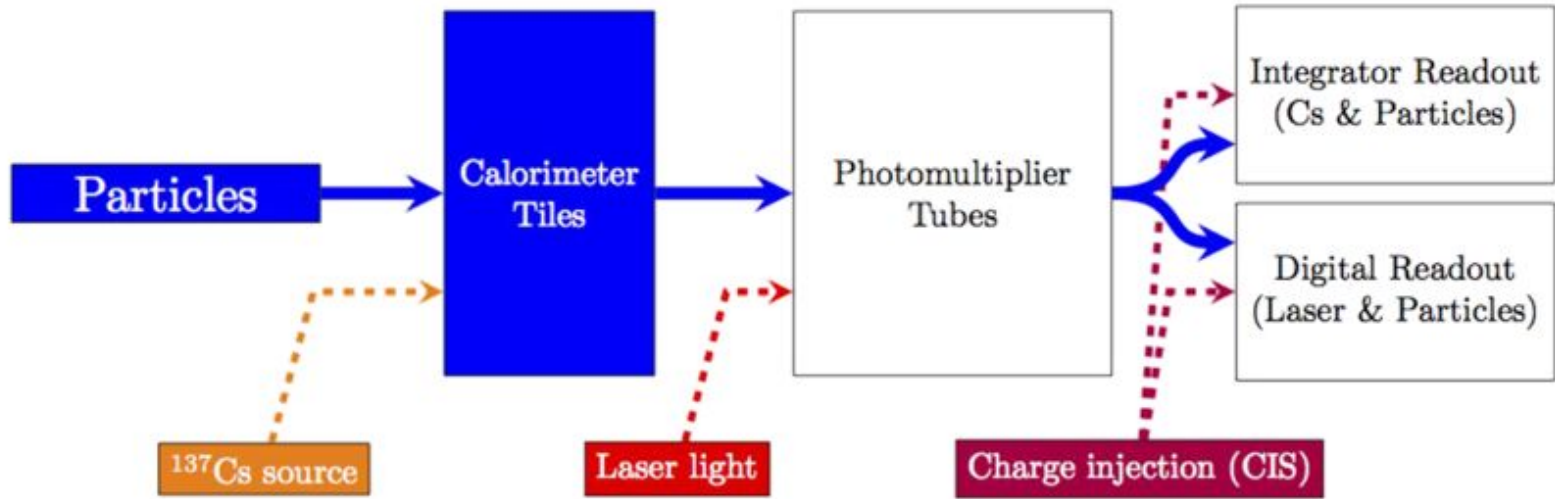 Particles
Calorimeter
Tiles
Photomultiplier
Tubes
Integrator Readout
(Cs & Particles)
Digital Readout
(Laser & Particles)
¹³⁷Cs source
Laser light
Charge injection (CIS)